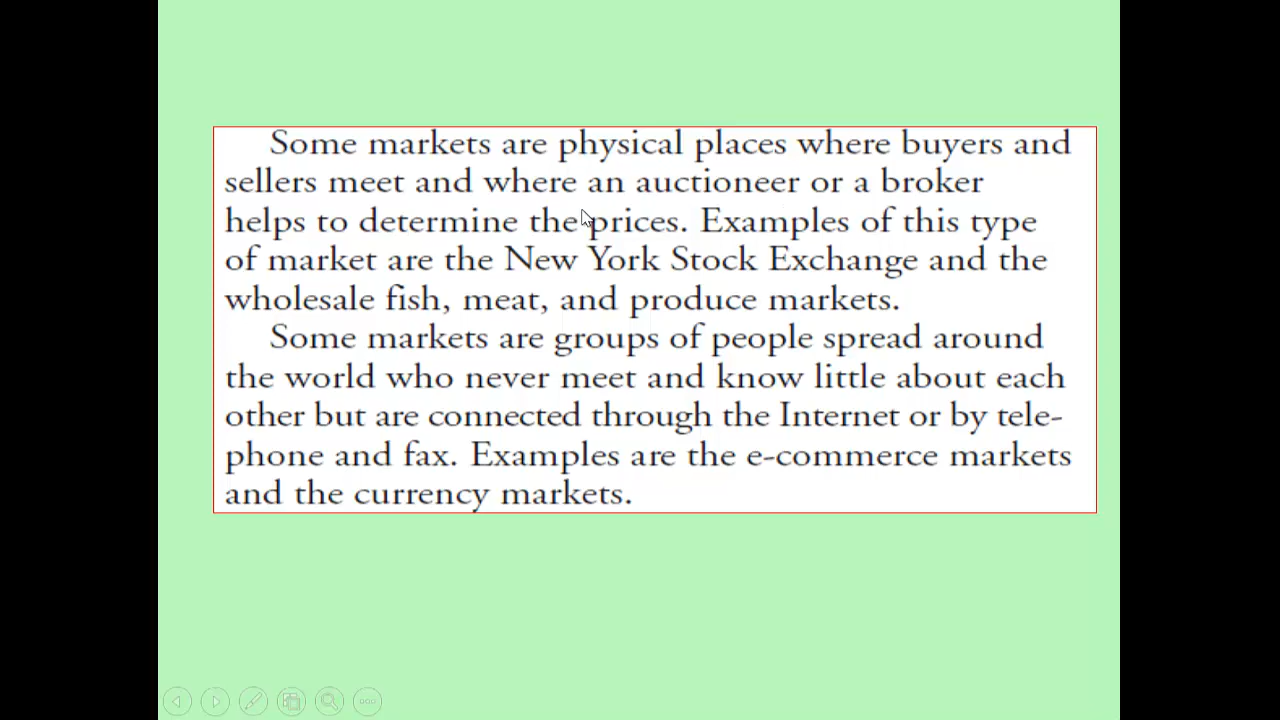 Some markets are physical places where buyers and
sellers meet and where an auctioneer or a broker
helps to determine the prices. Examples of this type
of market are the New York Stock Exchange and the
wholesale fish, meat, and produce markets.
Some markets are groups of people spread around
the world who never meet and know little about each
other but are connected through the Internet or by tele-
phone and fax. Examples are the e-commerce markets
and the currency markets.